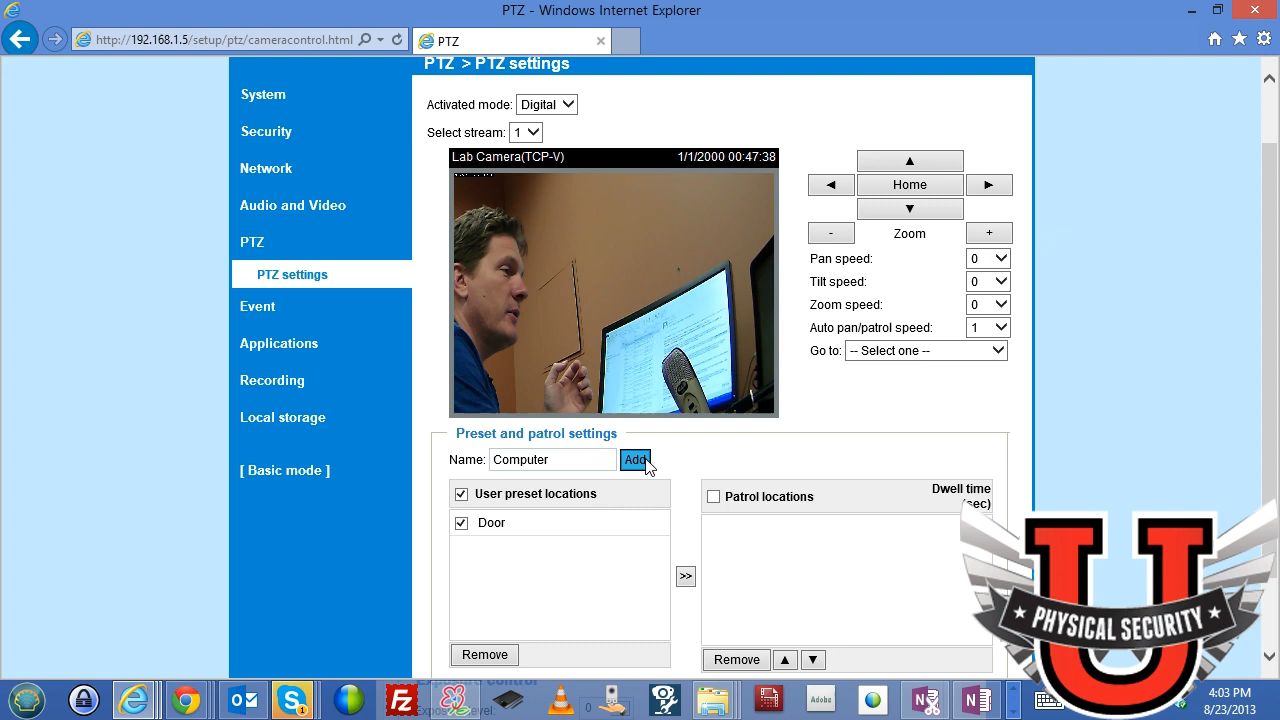 PTZ - Windows Internet Explorer
http://192.168.1.5/setup/ptz/cameracontrol.html
PTZ
PTZ > PTZ settings
System
Security
Network
Audio and Video
PTZ
PTZ settings
Event
Applications
Recording
Local storage
[ Basic mode ]
Activated mode: Digital
Select stream: 1
Lab Camera(TCP-V) 1/1/2000 00:47:38
▲
◄ Home ►
▼
- Zoom +
Pan speed: 0
Tilt speed: 0
Zoom speed: 0
Auto pan/patrol speed: 1
Go to: -- Select one --
Preset and patrol settings
Name: Computer Add
User preset locations
Door
Remove
>>
Patrol locations
Dwell time
(sec)
Remove ▲ ▼
U
PHYSICAL SECURITY
Adobe
4:03 PM
8/23/2013